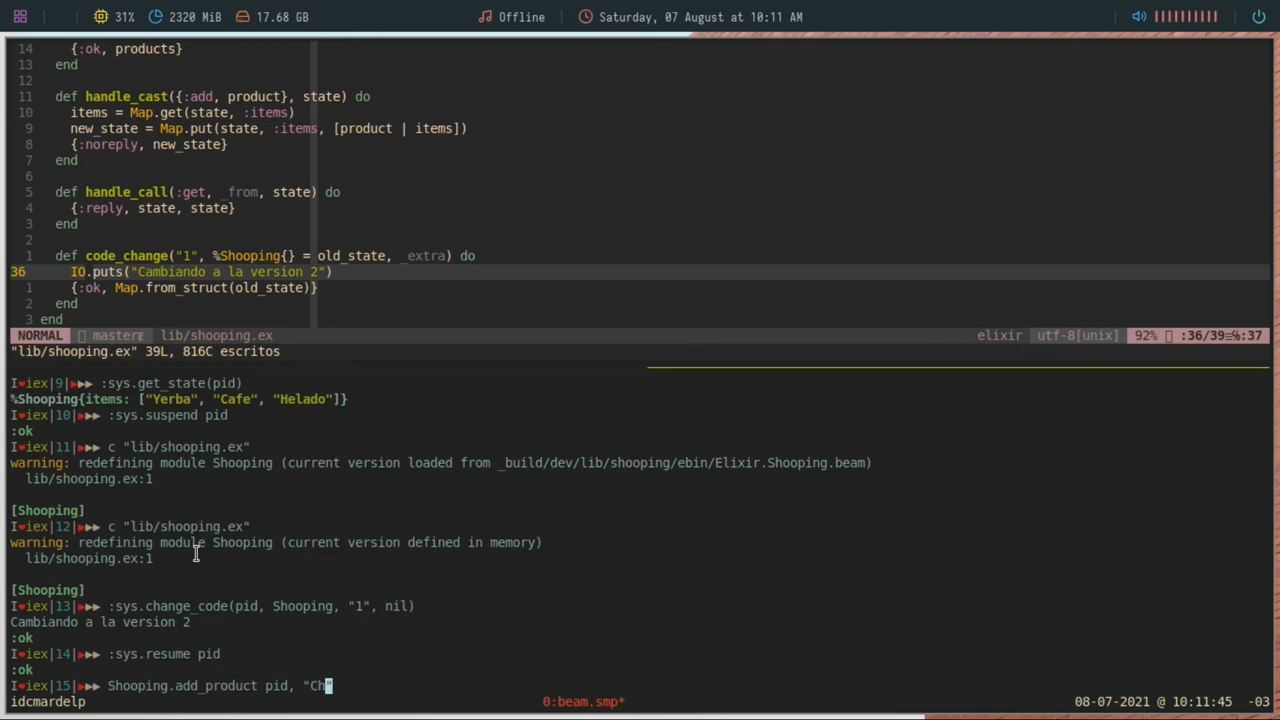 31% 2320 MiB 17.68 GB Offline Saturday, 07 August at 10:11 AM
14 {:ok, products}
13 end
12
11 def handle_cast({:add, product}, state) do
10 items = Map.get(state, :items)
9 new_state = Map.put(state, :items, [product | items])
8 {:noreply, new_state}
7 end
6
5 def handle_call(:get, _from, state) do
4 {:reply, state, state}
3 end
2
1 def code_change("1", %Shooping{} = old_state, _extra) do
36 IO.puts("Cambiando a la version 2")
1 {:ok, Map.from_struct(old_state)}
2 end
3 end
NORMAL master lib/shooping.ex elixir utf-8[unix] 92% :36/39 :37
"lib/shooping.ex" 39L, 816C escritos
I♥iex|9|▶▶▶ :sys.get_state(pid)
%Shooping{items: ["Yerba", "Cafe", "Helado"]}
I♥iex|10|▶▶▶ :sys.suspend pid
:ok
I♥iex|11|▶▶▶ c "lib/shooping.ex"
warning: redefining module Shooping (current version loaded from _build/dev/lib/shooping/ebin/Elixir.Shooping.beam)
lib/shooping.ex:1
[Shooping]
I♥iex|12|▶▶▶ c "lib/shooping.ex"
warning: redefining module Shooping (current version defined in memory)
lib/shooping.ex:1
[Shooping]
I♥iex|13|▶▶▶ :sys.change_code(pid, Shooping, "1", nil)
Cambiando a la version 2
:ok
I♥iex|14|▶▶▶ :sys.resume pid
:ok
I♥iex|15|▶▶▶ Shooping.add_product pid, "Ch"
idcmardelp 0:beam.smp* 08-07-2021 @ 10:11:45 -03